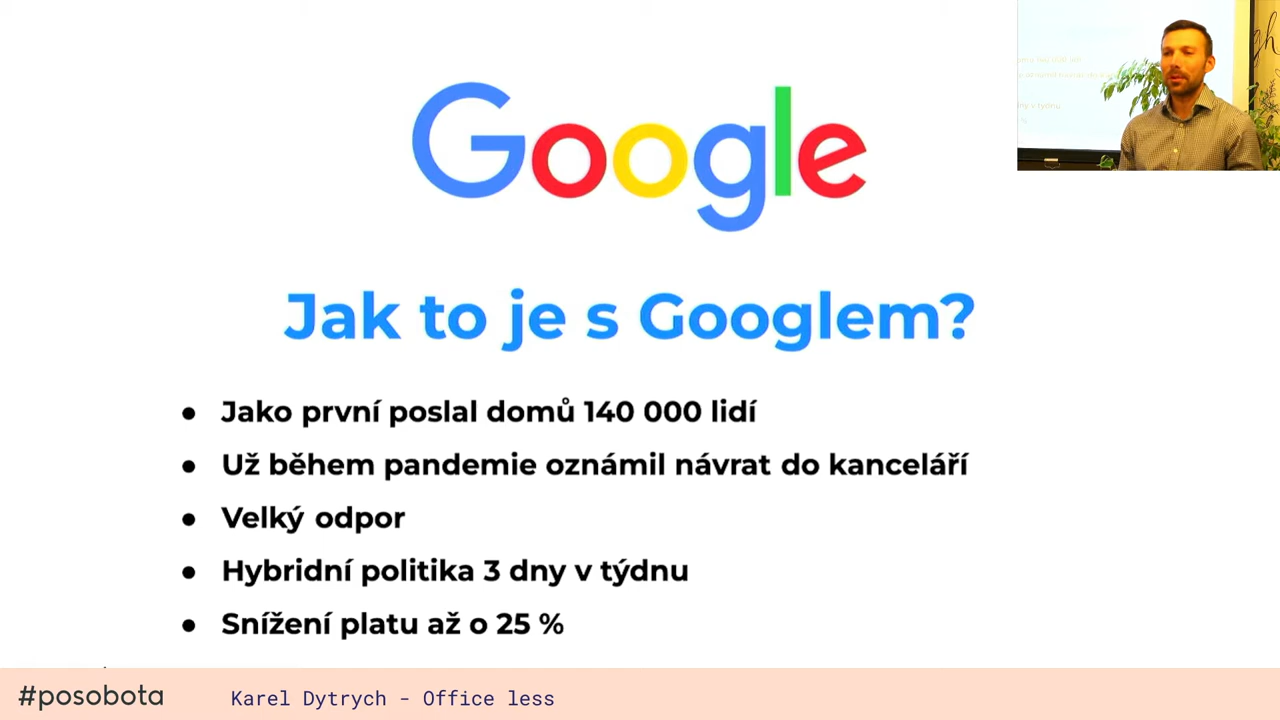 Google
Jak to je s Googlem?
● Jako první poslal domů 140 000 lidí
● Už během pandemie oznámil návrat do kanceláří
● Velký odpor
● Hybridní politika 3 dny v týdnu
● Snížení platu až o 25 %
#posobota
Karel Dytrych - Office less